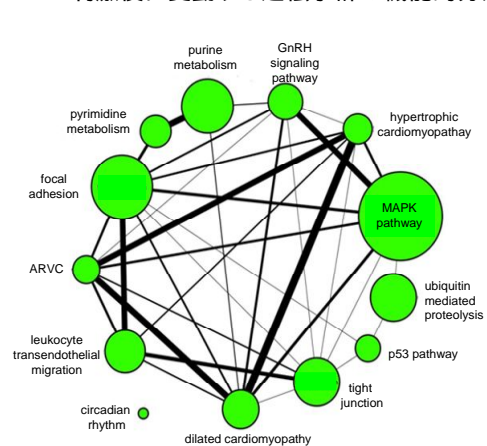 purine
metabolism
GnRH
signaling
pathway
pyrimidine
metabolism
hypertrophic
cardiomyopathay
focal
adhesion
MAPK
pathway
ARVC
ubiquitin
mediated
proteolysis
leukocyte
transendothelial
migration
p53 pathway
tight
junction
circadian
rhythm
dilated cardiomyopathy